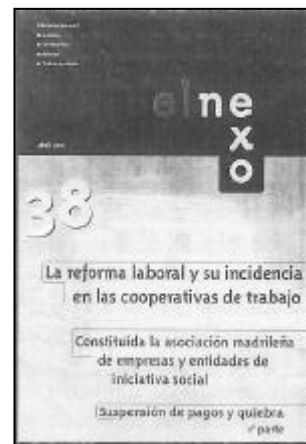 el nexo
38
La reforma laboral y su incidencia
en las cooperativas de trabajo
Constituida la asociación madrileña
de empresas y entidades de
iniciativa social
Suspensión de pagos y quiebra
parte